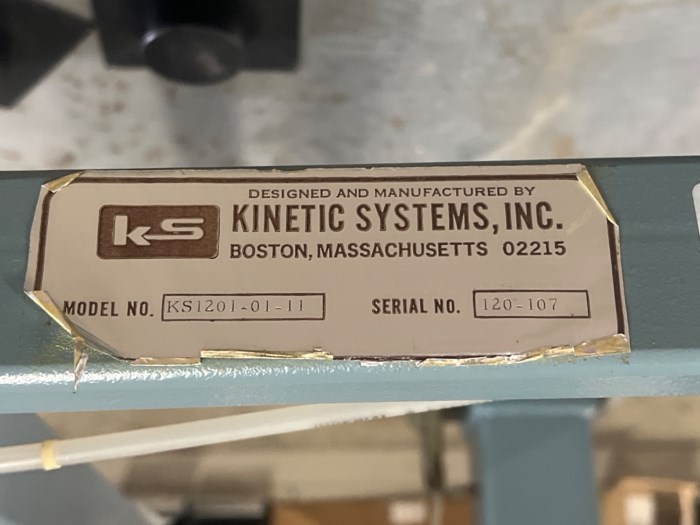 DESIGNED AND MANUFACTURED BY
ks KINETIC SYSTEMS, INC.
BOSTON, MASSACHUSETTS 02215
MODEL NO. KS1201-01-11 SERIAL NO. 120-107